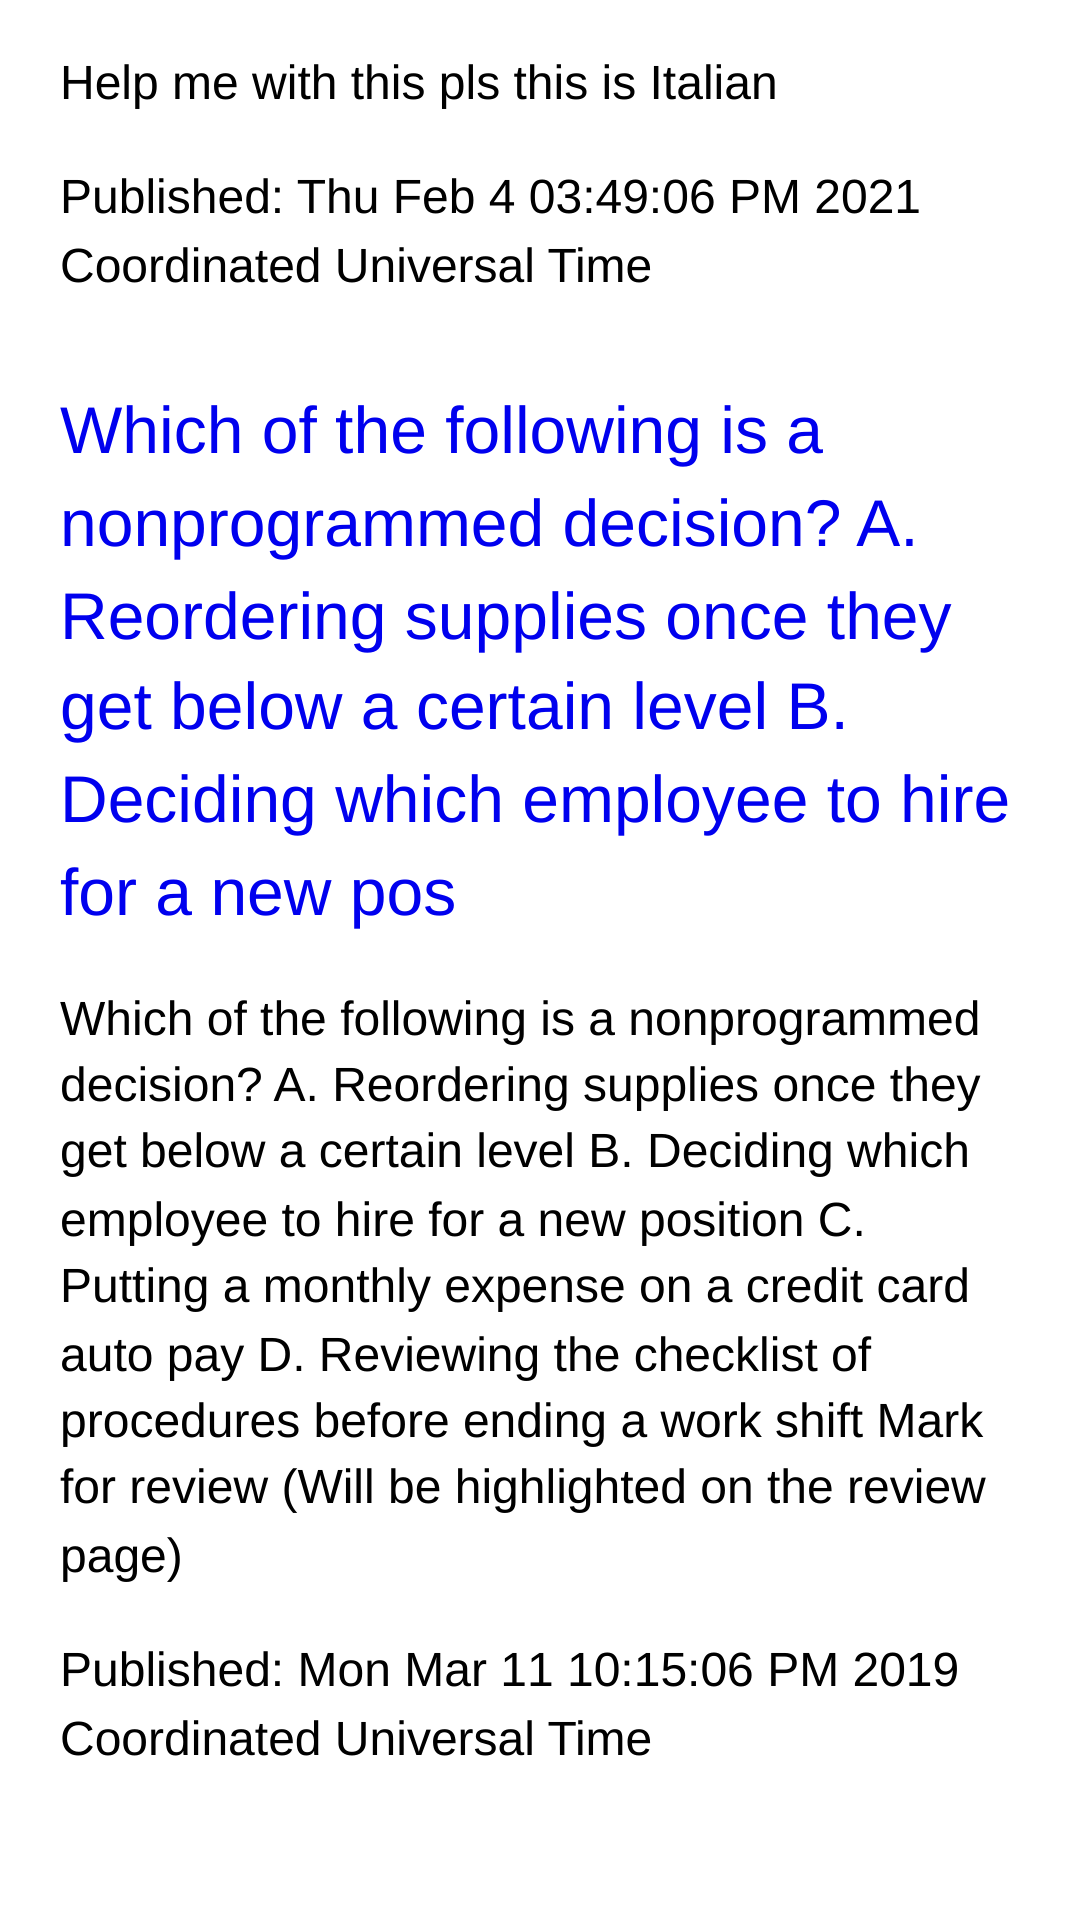 Help me with this pls this is Italian
Published: Thu Feb 4 03:49:06 PM 2021
Coordinated Universal Time
Which of the following is a
nonprogrammed decision? A.
Reordering supplies once they
get below a certain level B.
Deciding which employee to hire
for a new pos
Which of the following is a nonprogrammed
decision? A. Reordering supplies once they
get below a certain level B. Deciding which
employee to hire for a new position C.
Putting a monthly expense on a credit card
auto pay D. Reviewing the checklist of
procedures before ending a work shift Mark
for review (Will be highlighted on the review
page)
Published: Mon Mar 11 10:15:06 PM 2019
Coordinated Universal Time